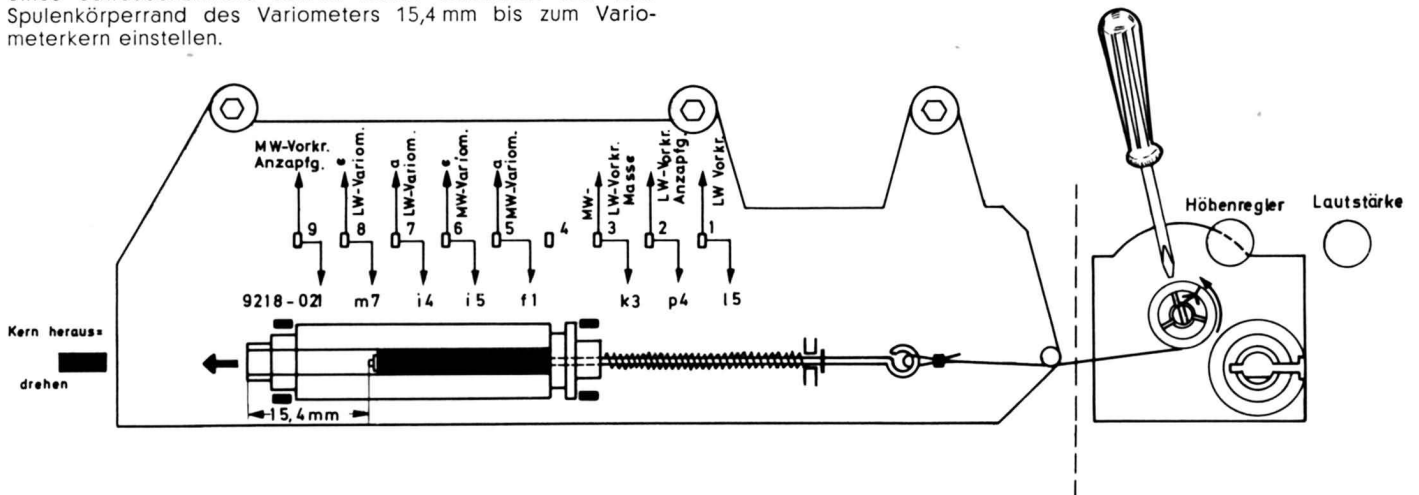 Spulenkörperrand des Variometers 15,4 mm bis zum Vario-
meterkern einstellen.
MW-Vorkr.
Anzapfg.
e
LW-Variom.
a
LW-Variom.
e
MW-Variom.
a
MW-Variom.
MW-
LW-Vorkr.
Masse
LW-Vorkr.
Anzapfg.
LW Vorkr.
9 8 7 6 5 4 3 2 1
9218-021 m7 i4 i5 f1 k3 p4 l5
Höhenregler Lautstärke
Kern heraus=
drehen
15,4mm